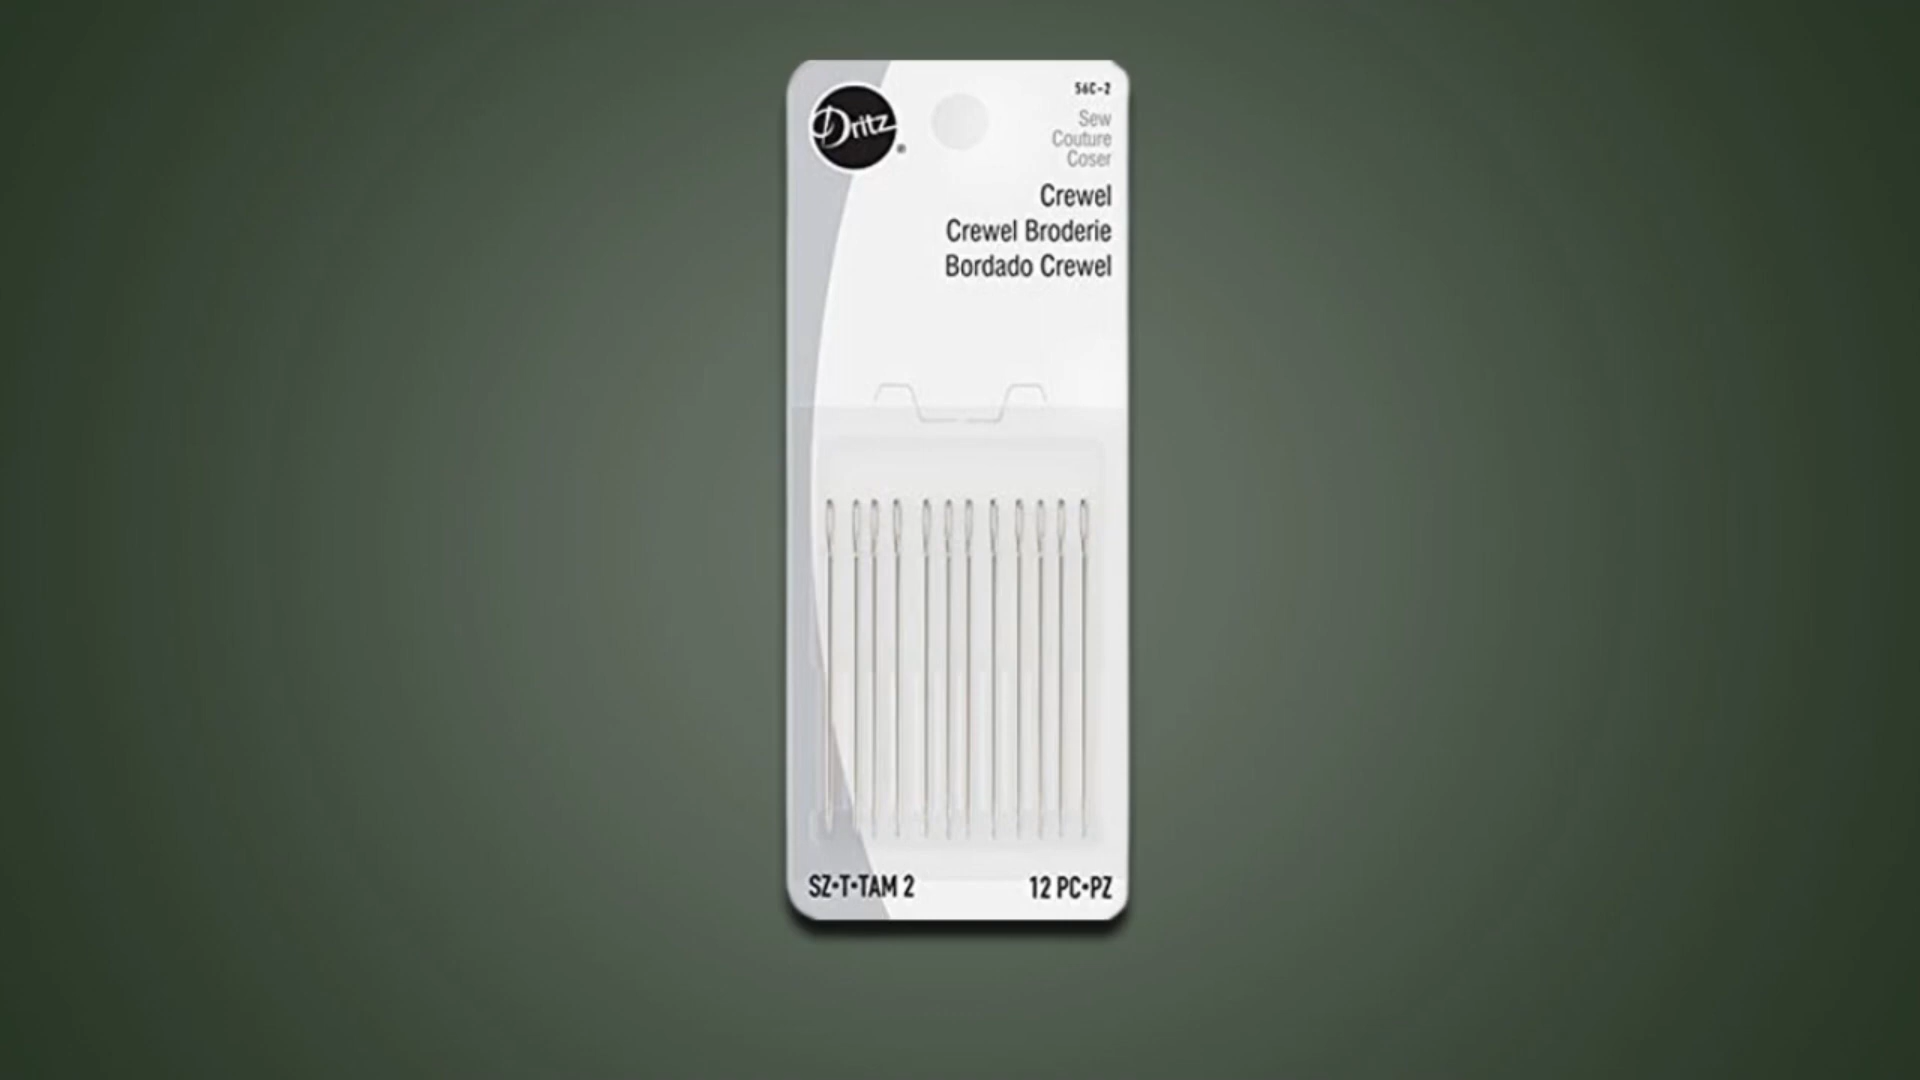 Dritz®
56C-2
Sew
Couture
Coser
Crewel
Crewel Broderie
Bordado Crewel
SZ•T•TAM 2
12 PC•PZ